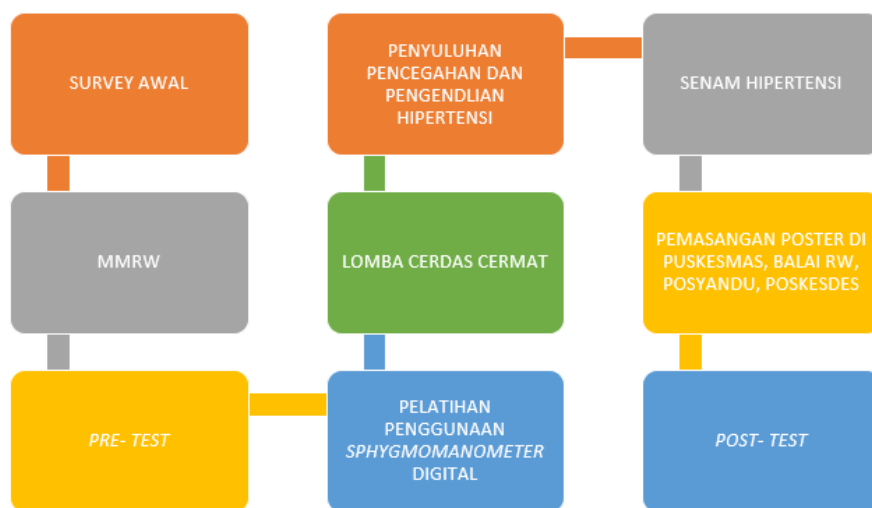 SURVEY AWAL
MMRW
PRE- TEST
PELATIHAN
PENGGUNAAN
SPHYGMOMANOMETER
DIGITAL
LOMBA CERDAS CERMAT
PENYULUHAN
PENCEGAHAN DAN
PENGENDLIAN
HIPERTENSI
SENAM HIPERTENSI
PEMASANGAN POSTER DI
PUSKESMAS, BALAI RW,
POSYANDU, POSKESDES
POST- TEST